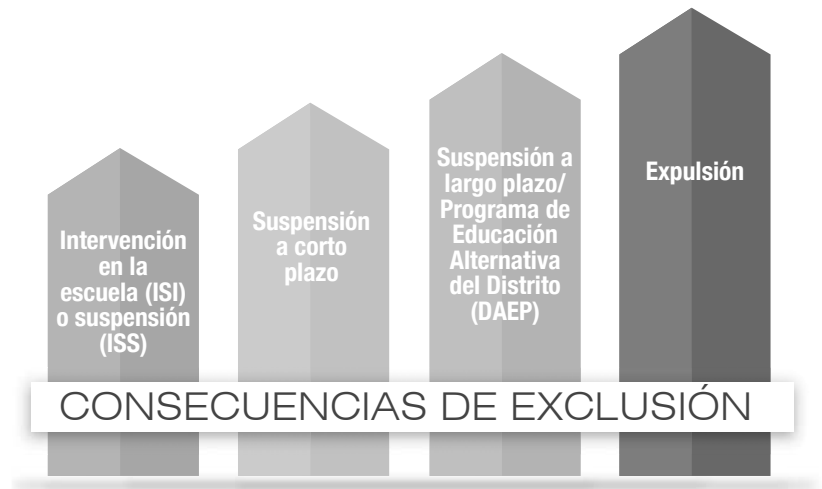 Intervención
en la
escuela (ISI)
o suspensión
(ISS)
Suspensión
a corto
plazo
Suspensión a
largo plazo/
Programa de
Educación
Alternativa
del Distrito
(DAEP)
Expulsión
CONSECUENCIAS DE EXCLUSIÓN